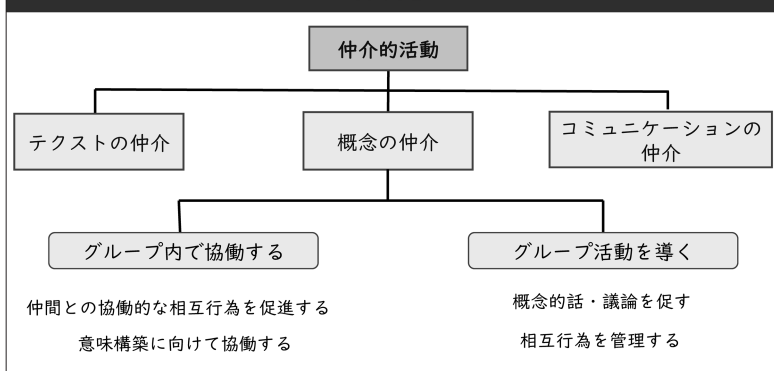 仲介的活動
テクストの仲介
概念の仲介
コミュニケーションの
仲介
グループ内で協働する
グループ活動を導く
仲間との協働的な相互行為を促進する
意味構築に向けて協働する
概念的話・議論を促す
相互行為を管理する